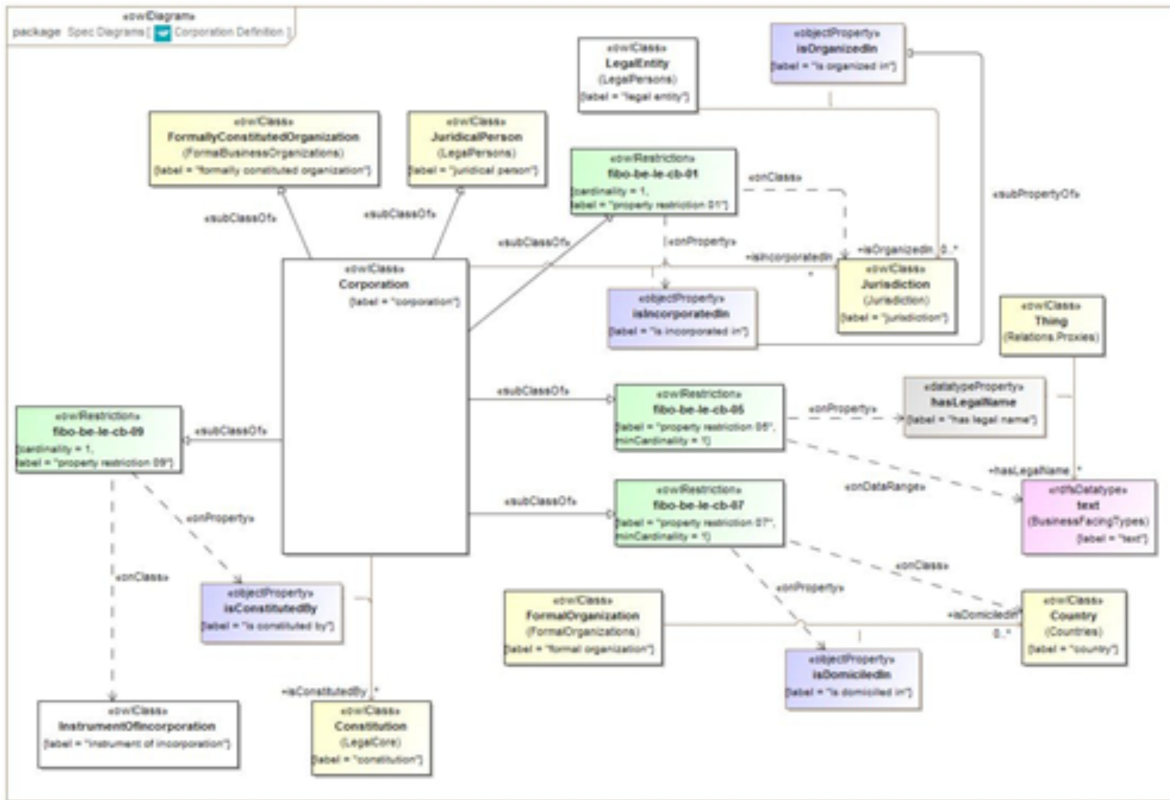 «owlDiagram»
package Spec Diagrams [ Corporation Definition ]
«owlClass»
LegalEntity
(LegalPersons)
{label = "legal entity"}
«objectProperty»
isOrganizedIn
{label = "is organized in"}
«owlClass»
FormallyConstitutedOrganization
(FormalBusinessOrganizations)
{label = "formally constituted organization"}
«owlClass»
JuridicalPerson
(LegalPersons)
{label = "juridical person"}
«owlRestriction»
fibo-be-le-cb-01
{cardinality = 1,
label = "property restriction 01"}
«onClass»
«subPropertyOf»
«subClassOf»
«subClassOf»
«subClassOf»
«onProperty»
+isIncorporatedIn
*
+isOrganizedIn 0..*
«owlClass»
Corporation
{label = "corporation"}
«owlClass»
Jurisdiction
(Jurisdiction)
{label = "jurisdiction"}
«objectProperty»
isIncorporatedIn
{label = "is incorporated in"}
«owlClass»
Thing
(Relations.Proxies)
«subClassOf»
«owlRestriction»
fibo-be-le-cb-05
{label = "property restriction 05",
minCardinality = 1}
«onProperty»
«datatypeProperty»
hasLegalName
{label = "has legal name"}
«owlRestriction»
fibo-be-le-cb-09
{cardinality = 1,
label = "property restriction 09"}
«subClassOf»
«onDataRange»
+hasLegalName *
«subClassOf»
«owlRestriction»
fibo-be-le-cb-07
{label = "property restriction 07",
minCardinality = 1}
«rdfsDatatype»
text
(BusinessFacingTypes)
{label = "text"}
«onProperty»
«onClass»
«onClass»
«onProperty»
«objectProperty»
isConstitutedBy
{label = "is constituted by"}
«owlClass»
FormalOrganization
(FormalOrganizations)
{label = "formal organization"}
+isDomiciledIn
0..*
«owlClass»
Country
(Countries)
{label = "country"}
«objectProperty»
isDomiciledIn
{label = "is domiciled in"}
+isConstitutedBy *
«owlClass»
InstrumentOfIncorporation
{label = "instrument of incorporation"}
«owlClass»
Constitution
(LegalCore)
{label = "constitution"}